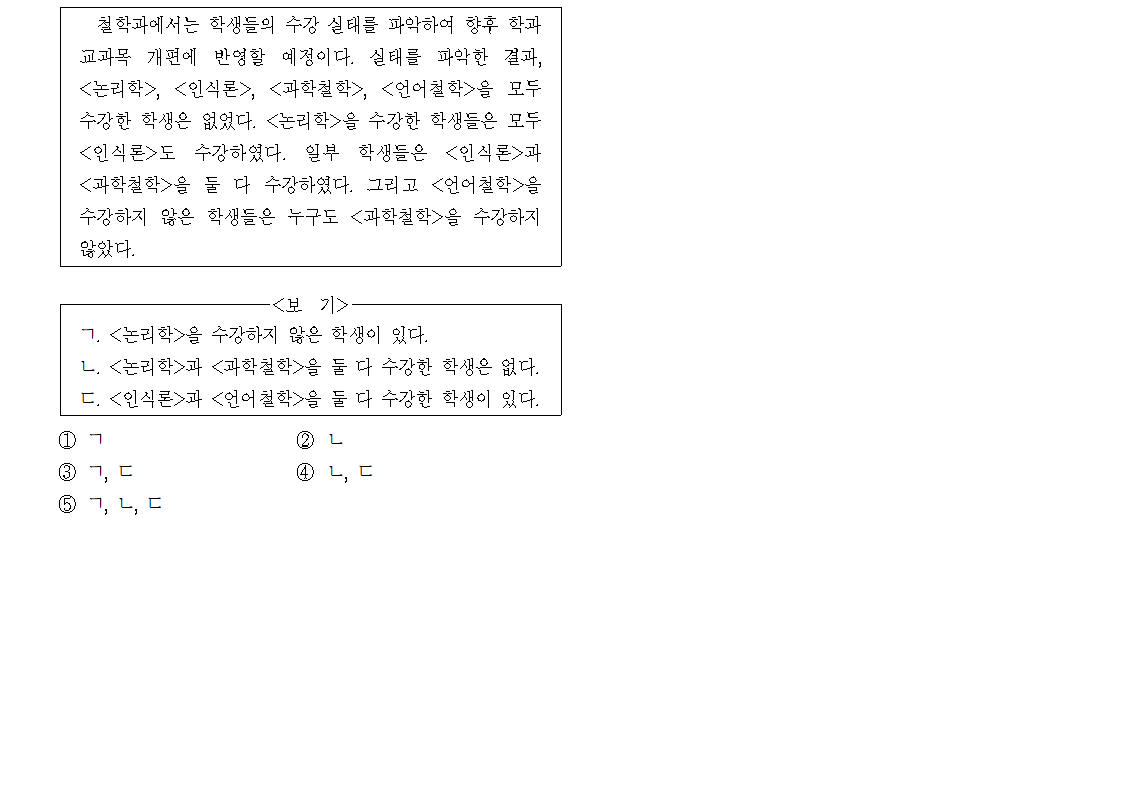 철학과에서는 학생들의 수강 실태를 파악하여 향후 학과
교과목 개편에 반영할 예정이다. 실태를 파악한 결과,
<논리학>, <인식론>, <과학철학>, <언어철학>을 모두
수강한 학생은 없었다. <논리학>을 수강한 학생들은 모두
<인식론>도 수강하였다. 일부 학생들은 <인식론>과
<과학철학>을 둘 다 수강하였다. 그리고 <언어철학>을
수강하지 않은 학생들은 누구도 <과학철학>을 수강하지
않았다.
<보 기>
ㄱ. <논리학>을 수강하지 않은 학생이 있다.
ㄴ. <논리학>과 <과학철학>을 둘 다 수강한 학생은 없다.
ㄷ. <인식론>과 <언어철학>을 둘 다 수강한 학생이 있다.
① ㄱ ② ㄴ
③ ㄱ, ㄷ ④ ㄴ, ㄷ
⑤ ㄱ, ㄴ, ㄷ